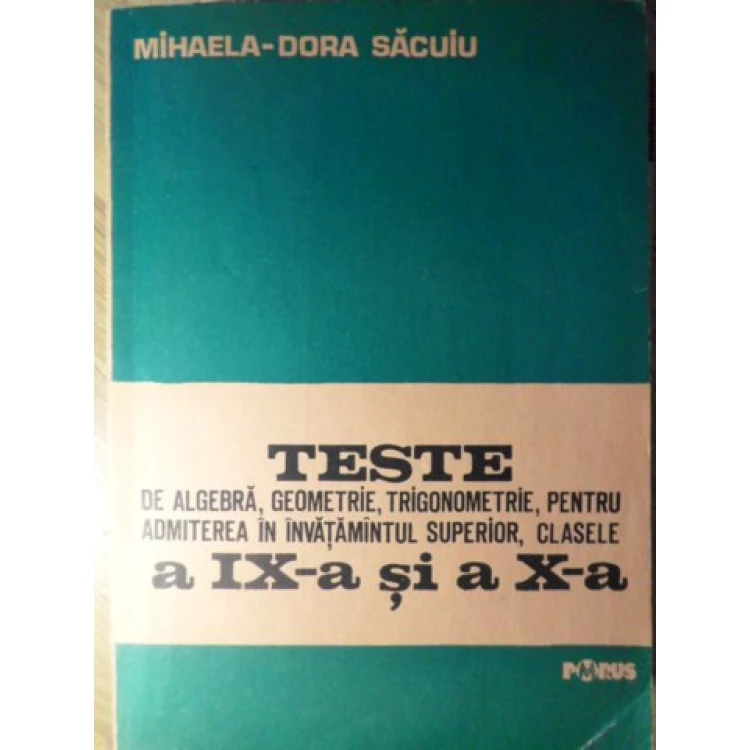 MIHAELA-DORA SĂCUIU
TESTE
DE ALGEBRĂ, GEOMETRIE, TRIGONOMETRIE, PENTRU
ADMITEREA ÎN ÎNVĂȚĂMÎNTUL SUPERIOR, CLASELE
a IX-a și a X-a
PORUS